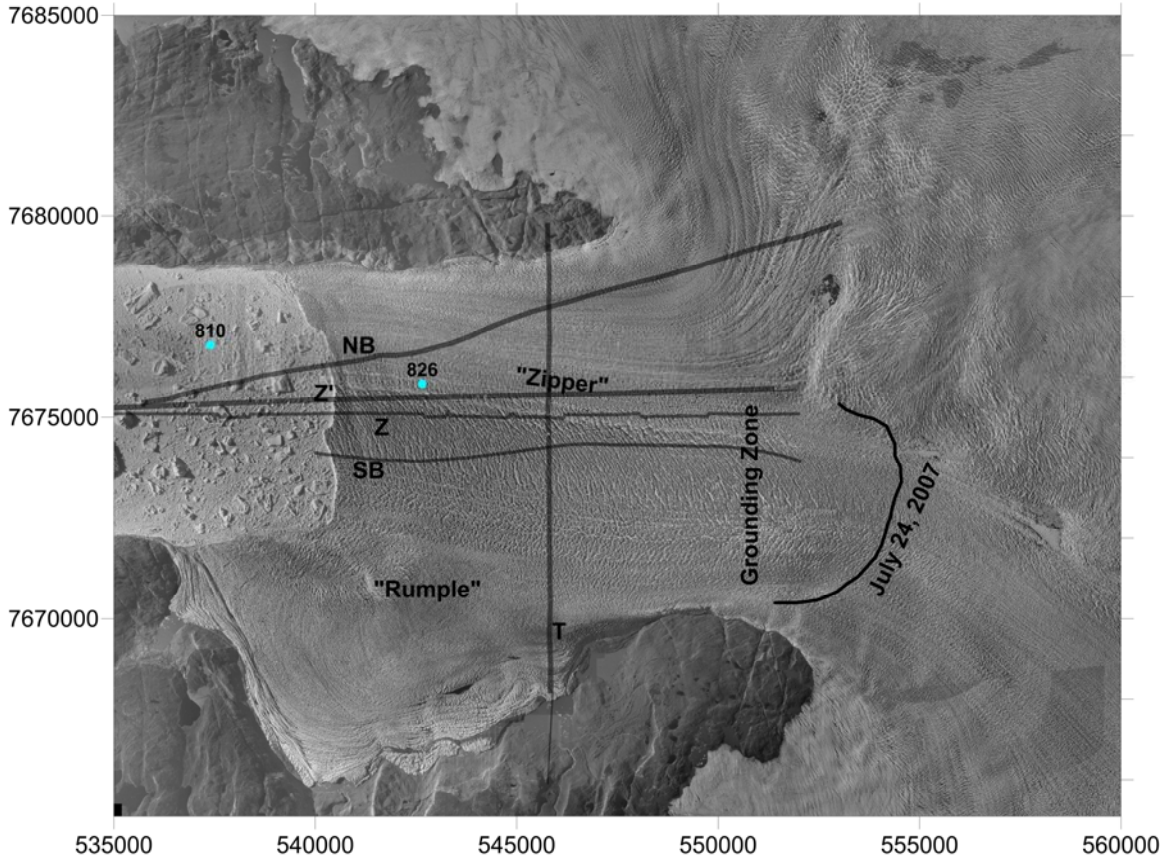 7685000
7680000
810
NB
826
"Zipper"
Z'
7675000
Z
SB
Grounding Zone
July 24, 2007
"Rumple"
7670000
T
535000
540000
545000
550000
555000
560000